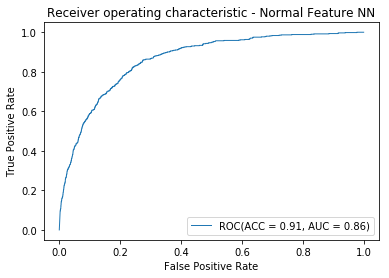 Receiver operating characteristic - Normal Feature NN
1.0
0.8
0.6
0.4
0.2
0.0
True Positive Rate
ROC(ACC = 0.91, AUC = 0.86)
0.0 0.2 0.4 0.6 0.8 1.0
False Positive Rate